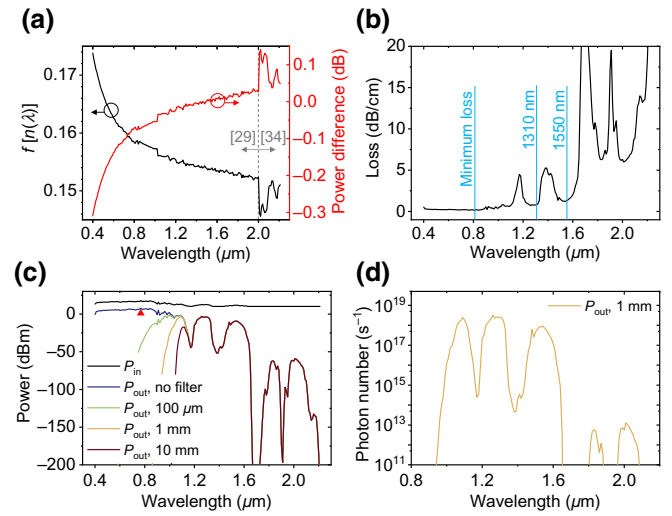 (a)
0.17
0.16
0.15
f [n(λ)]
0.1
0.0
−0.1
−0.2
−0.3
Power difference (dB)
[29]
[34]
0.4 0.8 1.2 1.6 2.0
Wavelength (µm)
(b)
20
15
10
5
0
Loss (dB/cm)
Minimum loss
1310 nm
1550 nm
0.4 0.8 1.2 1.6 2.0
Wavelength (µm)
(c)
0
−50
−100
−150
−200
Power (dBm)
P_in
P_out, no filter
P_out, 100 µm
P_out, 1 mm
P_out, 10 mm
0.4 0.8 1.2 1.6 2.0
Wavelength (µm)
(d)
10^19
10^17
10^15
10^13
10^11
Photon number (s^−1)
P_out, 1 mm
0.8 1.2 1.6 2.0
Wavelength (µm)